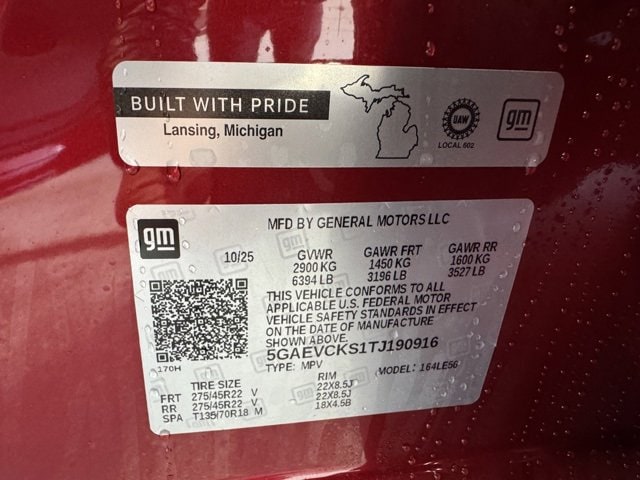 BUILT WITH PRIDE
Lansing, Michigan
UAW
LOCAL 602
gm
gm
MFD BY GENERAL MOTORS LLC
10/25 GVWR GAWR FRT GAWR RR
2900 KG 1450 KG 1600 KG
6394 LB 3196 LB 3527 LB
THIS VEHICLE CONFORMS TO ALL
APPLICABLE U.S. FEDERAL MOTOR
VEHICLE SAFETY STANDARDS IN EFFECT
ON THE DATE OF MANUFACTURE
SHOWN ABOVE.
5GAEVCKS1TJ190916
170H
TYPE: MPV MODEL: 164LE56
TIRE SIZE RIM
FRT 275/45R22 V 22X8.5J
RR 275/45R22 V 22X8.5J
SPA T135/70R18 M 18X4.5B